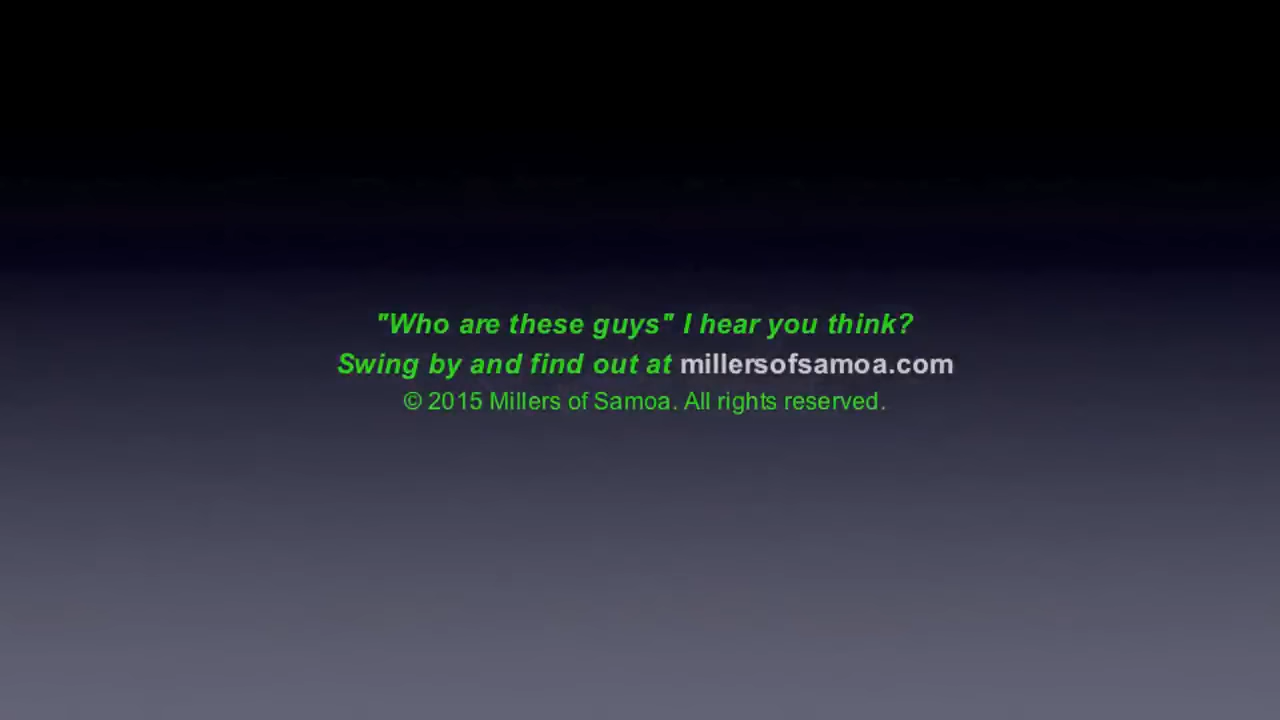 "Who are these guys" I hear you think?
Swing by and find out at millersofsamoa.com
© 2015 Millers of Samoa. All rights reserved.